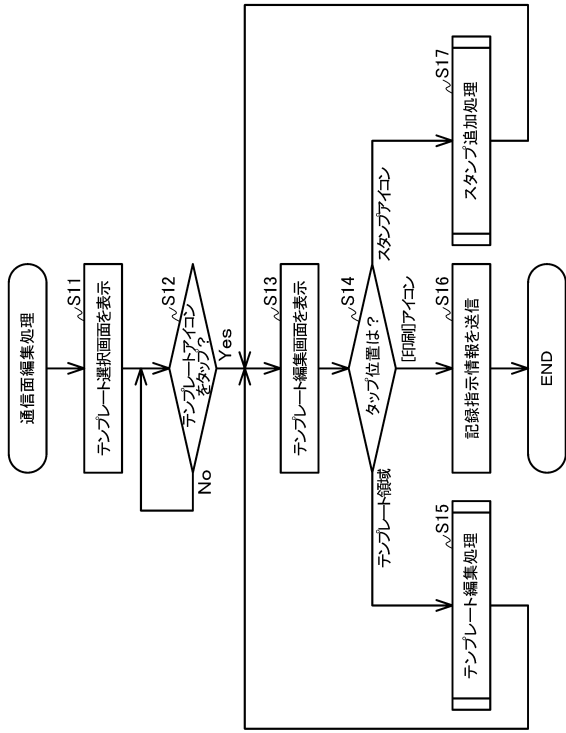 通信面編集処理
S11
テンプレート選択画面を表示
S12
テンプレートアイコン
をタップ?
No
Yes
S13
テンプレート編集画面を表示
S14
タップ位置は?
テンプレート領域
[印刷]アイコン
スタンプアイコン
S15
テンプレート編集処理
S16
記録指示情報を送信
S17
スタンプ追加処理
END